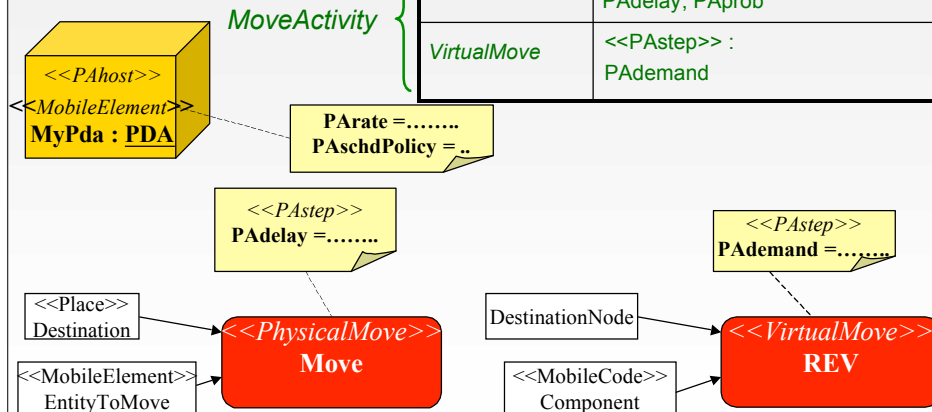 PAdelay, PAprob
MoveActivity
VirtualMove
<<PAstep>> :
PAdemand
<<PAhost>>
<<MobileElement>>
MyPda : PDA
PArate =……..
PAschdPolicy = ..
<<PAstep>>
PAdelay =……..
<<PAstep>>
PAdemand =……..
<<Place>>
Destination
<<PhysicalMove>>
Move
<<MobileElement>>
EntityToMove
DestinationNode
<<VirtualMove>>
REV
<<MobileCode>>
Component